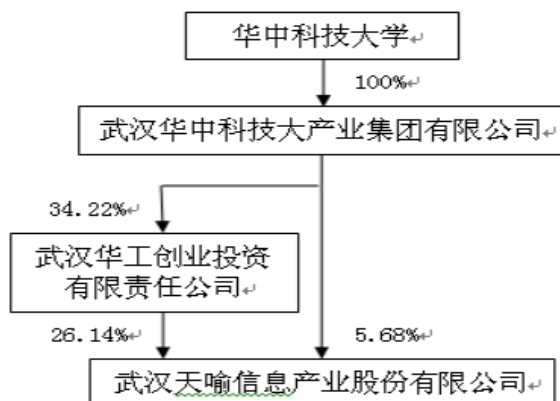 华中科技大学
100%
武汉华中科技大产业集团有限公司
34.22%
武汉华工创业投资
有限责任公司
26.14%
5.68%
武汉天喻信息产业股份有限公司